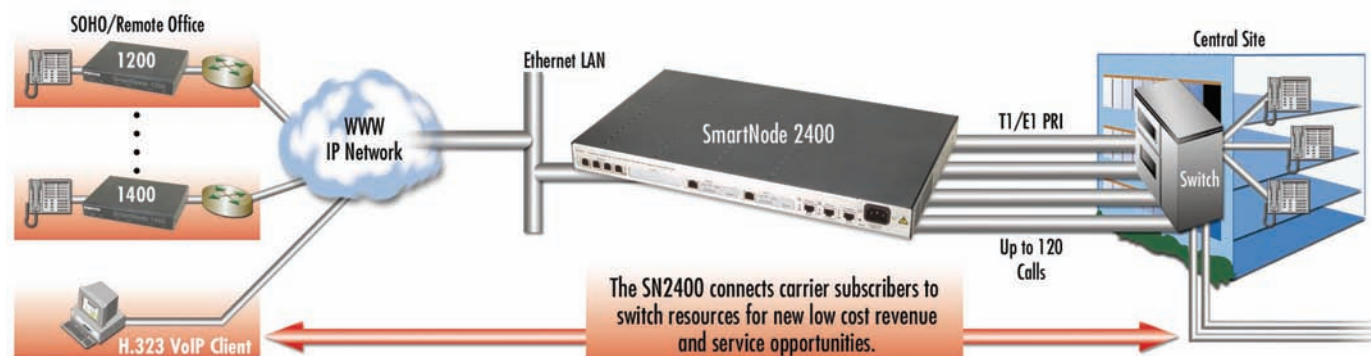 SOHO/Remote Office
1200
1400
H.323 VoIP Client
WWW
IP Network
Ethernet LAN
SmartNode 2400
T1/E1 PRI
Up to 120
Calls
Central Site
Switch
The SN2400 connects carrier subscribers to
switch resources for new low cost revenue
and service opportunities.